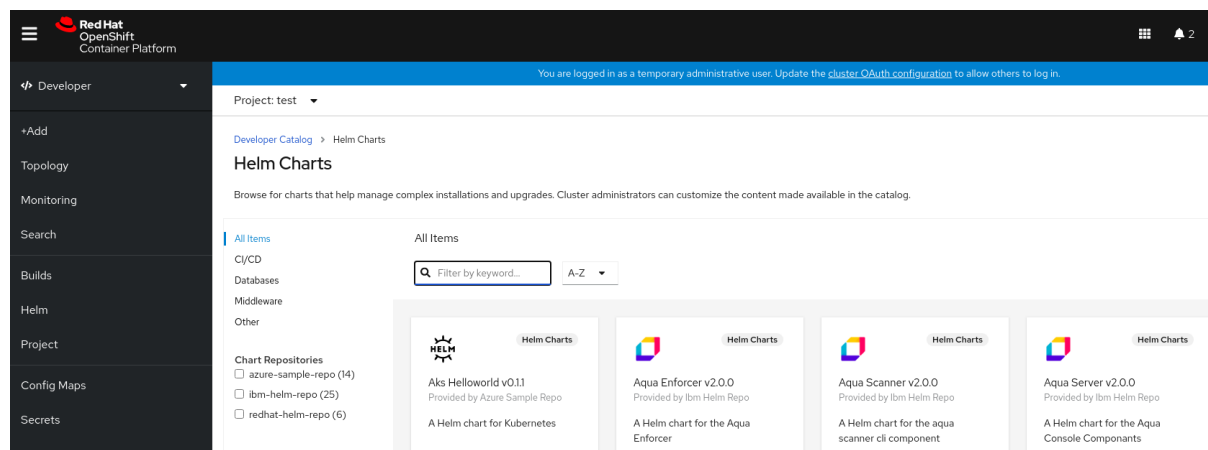 Red Hat
OpenShift
Container Platform
2
</> Developer
You are logged in as a temporary administrative user. Update the cluster OAuth configuration to allow others to log in.
Project: test
+Add
Topology
Monitoring
Search
Builds
Helm
Project
Config Maps
Secrets
Developer Catalog > Helm Charts
Helm Charts
Browse for charts that help manage complex installations and upgrades. Cluster administrators can customize the content made available in the catalog.
All Items
CI/CD
Databases
Middleware
Other
Chart Repositories
azure-sample-repo (14)
ibm-helm-repo (25)
redhat-helm-repo (6)
All Items
Filter by keyword...
A-Z
HELM
Helm Charts
Aks Helloworld v0.1.1
Provided by Azure Sample Repo
A Helm chart for Kubernetes
Helm Charts
Aqua Enforcer v2.0.0
Provided by Ibm Helm Repo
A Helm chart for the Aqua
Enforcer
Helm Charts
Aqua Scanner v2.0.0
Provided by Ibm Helm Repo
A Helm chart for the aqua
scanner cli component
Helm Charts
Aqua Server v2.0.0
Provided by Ibm Helm Repo
A Helm chart for the Aqua
Console Componants